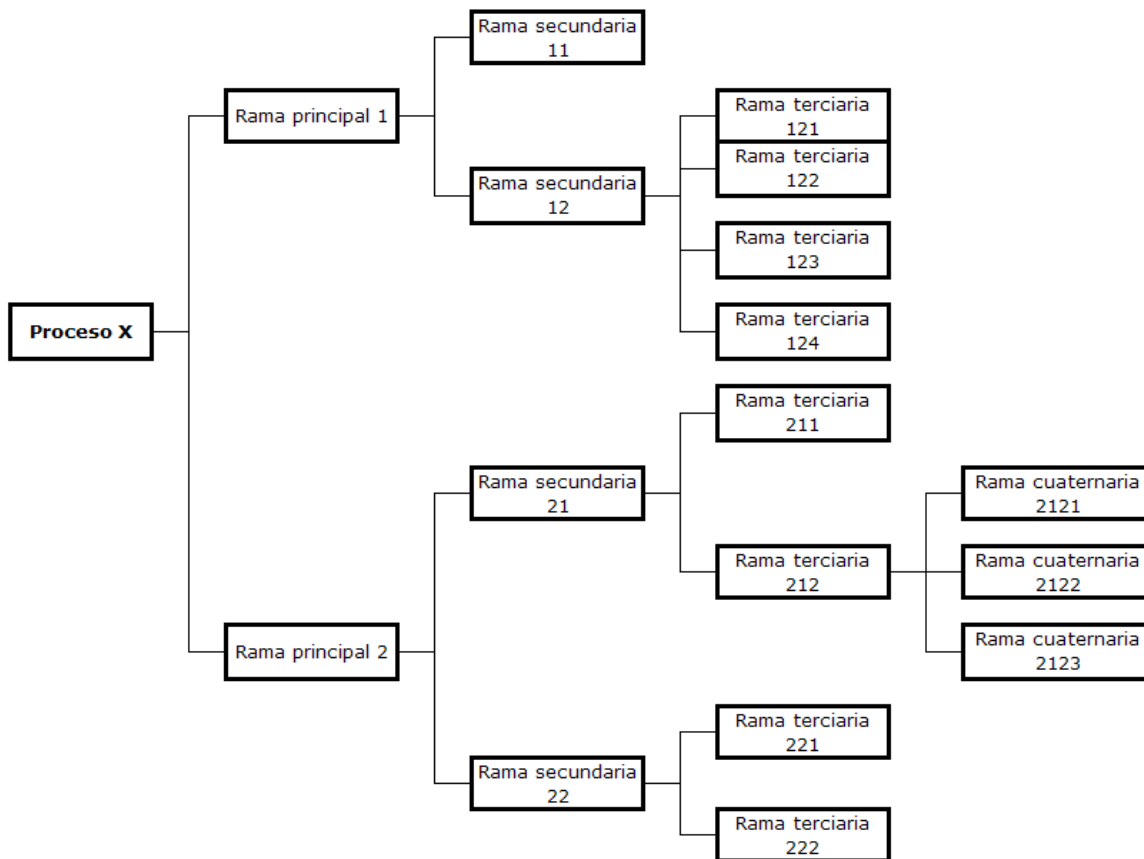 Rama secundaria
11
Rama principal 1
Rama terciaria
121
Rama terciaria
122
Rama secundaria
12
Rama terciaria
123
Rama terciaria
124
Proceso X
Rama terciaria
211
Rama secundaria
21
Rama cuaternaria
2121
Rama terciaria
212
Rama cuaternaria
2122
Rama principal 2
Rama cuaternaria
2123
Rama terciaria
221
Rama secundaria
22
Rama terciaria
222